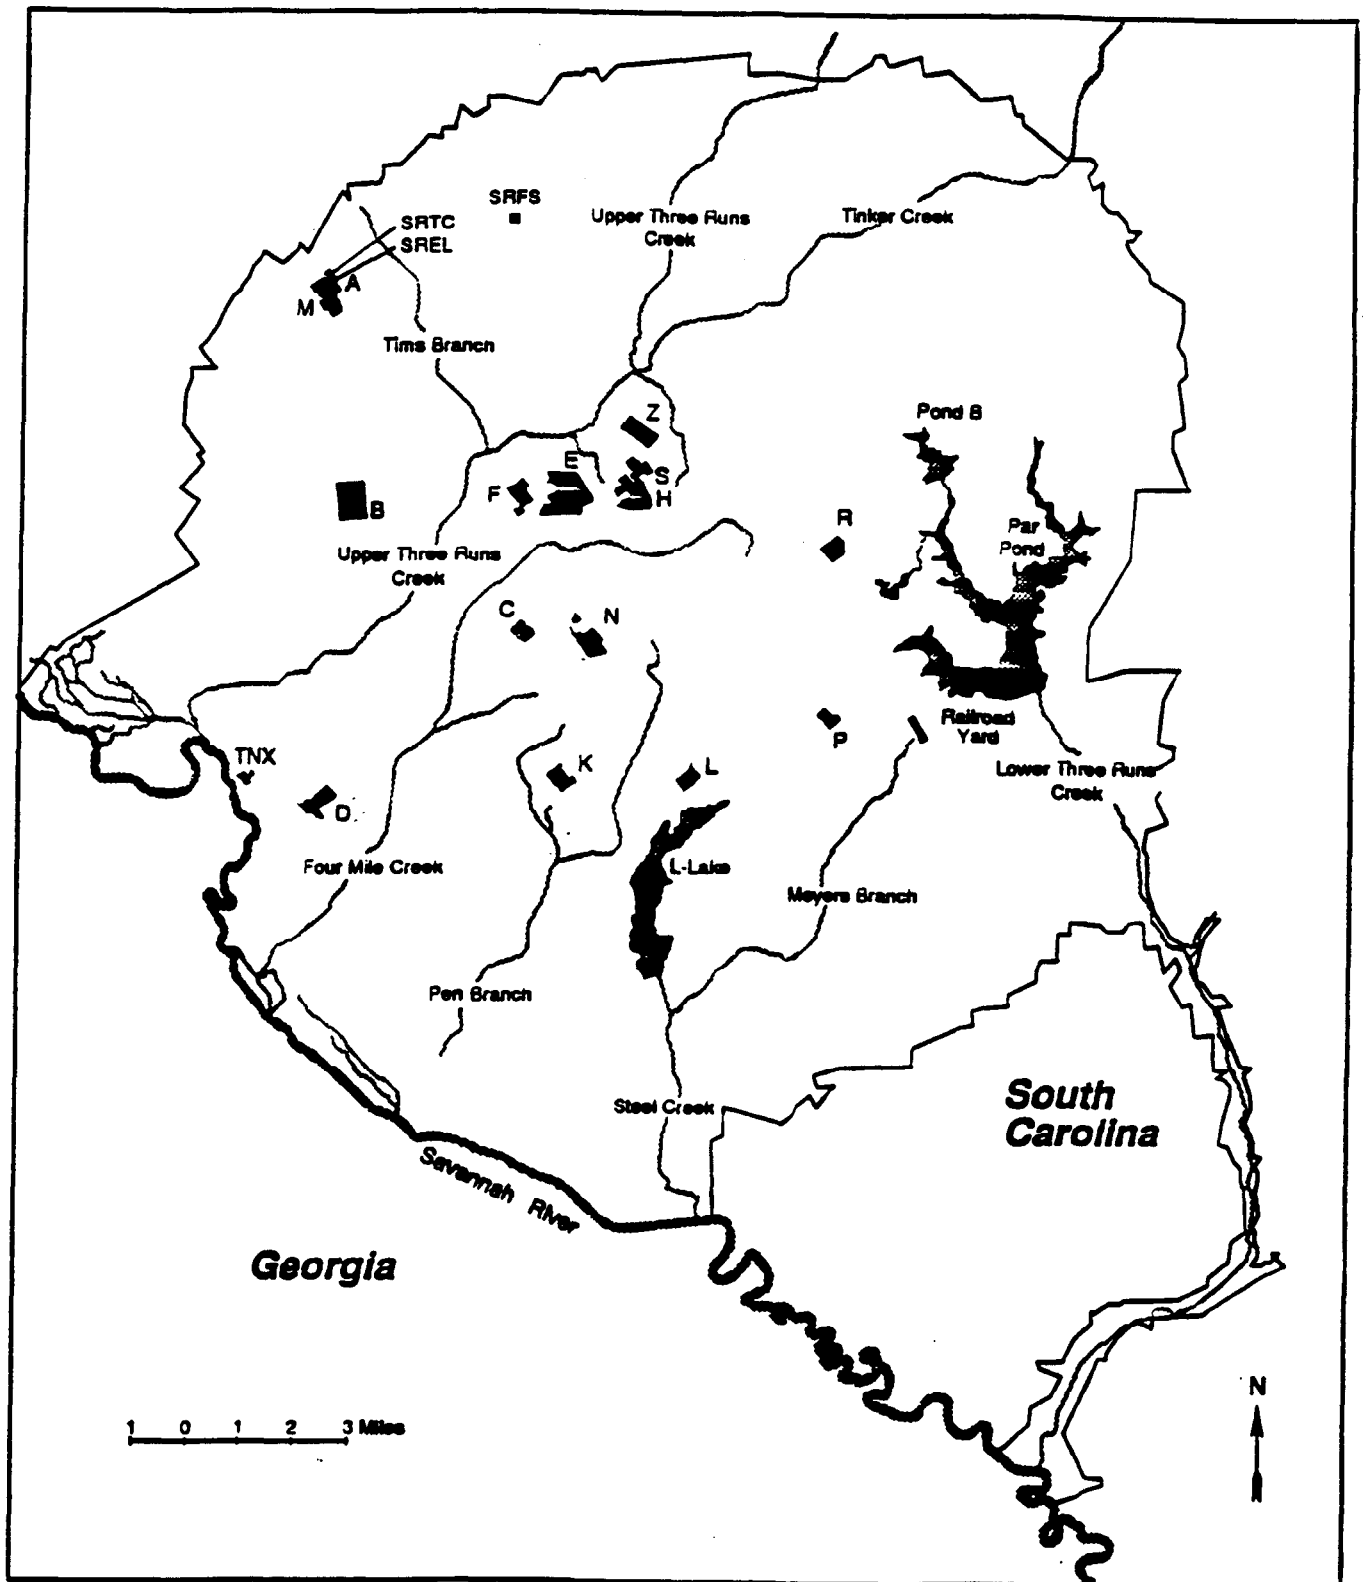 SRFS
Upper Three Runs
Creek
Tinker Creek
SRTC
SREL
A
M
Tims Branch
Z
Pond B
E
S
F
H
B
R
Par
Pond
Upper Three Runs
Creek
C
N
Railroad
Yard
P
TNX
K
L
Lower Three Runs
Creek
D
Four Mile Creek
L-Lake
Meyers Branch
Pen Branch
Steel Creek
South
Carolina
Savannah River
Georgia
N
1 0 1 2 3 Miles